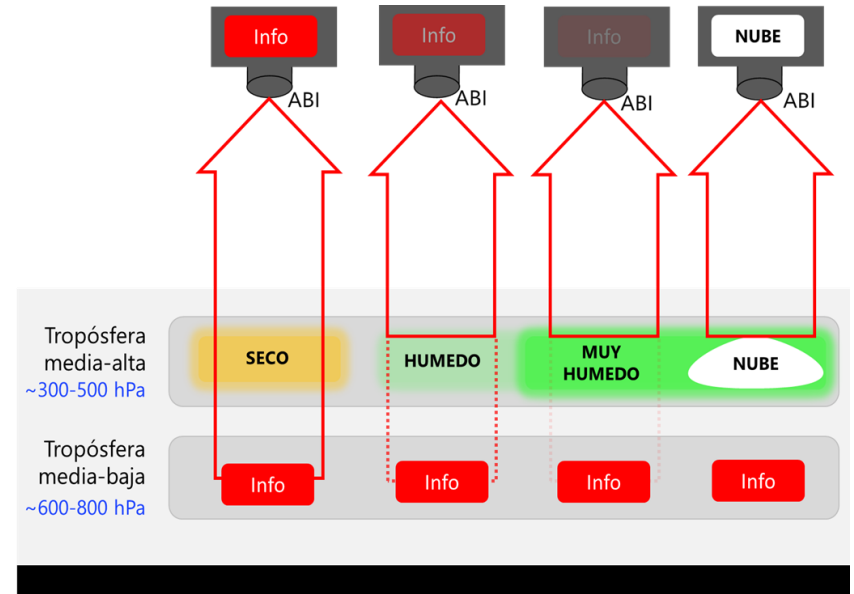 Info
Info
Info
NUBE
ABI
ABI
ABI
ABI
Tropósfera
media-alta
~300-500 hPa
SECO
HUMEDO
MUY
HUMEDO
NUBE
Tropósfera
media-baja
~600-800 hPa
Info
Info
Info
Info